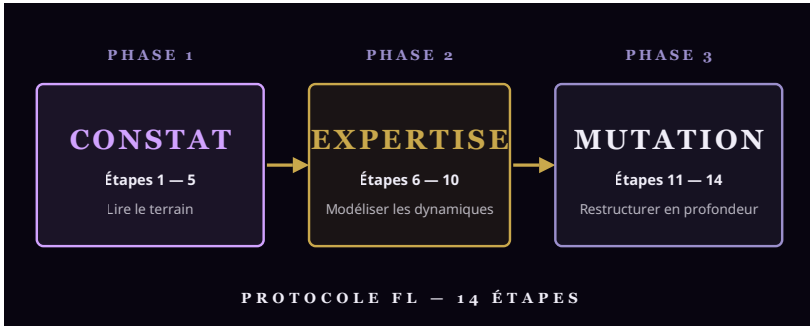 PHASE 1
PHASE 2
PHASE 3
CONSTAT
EXPERTISE
MUTATION
Étapes 1 — 5
Étapes 6 — 10
Étapes 11 — 14
Lire le terrain
Modéliser les dynamiques
Restructurer en profondeur
PROTOCOLE FL — 14 ÉTAPES